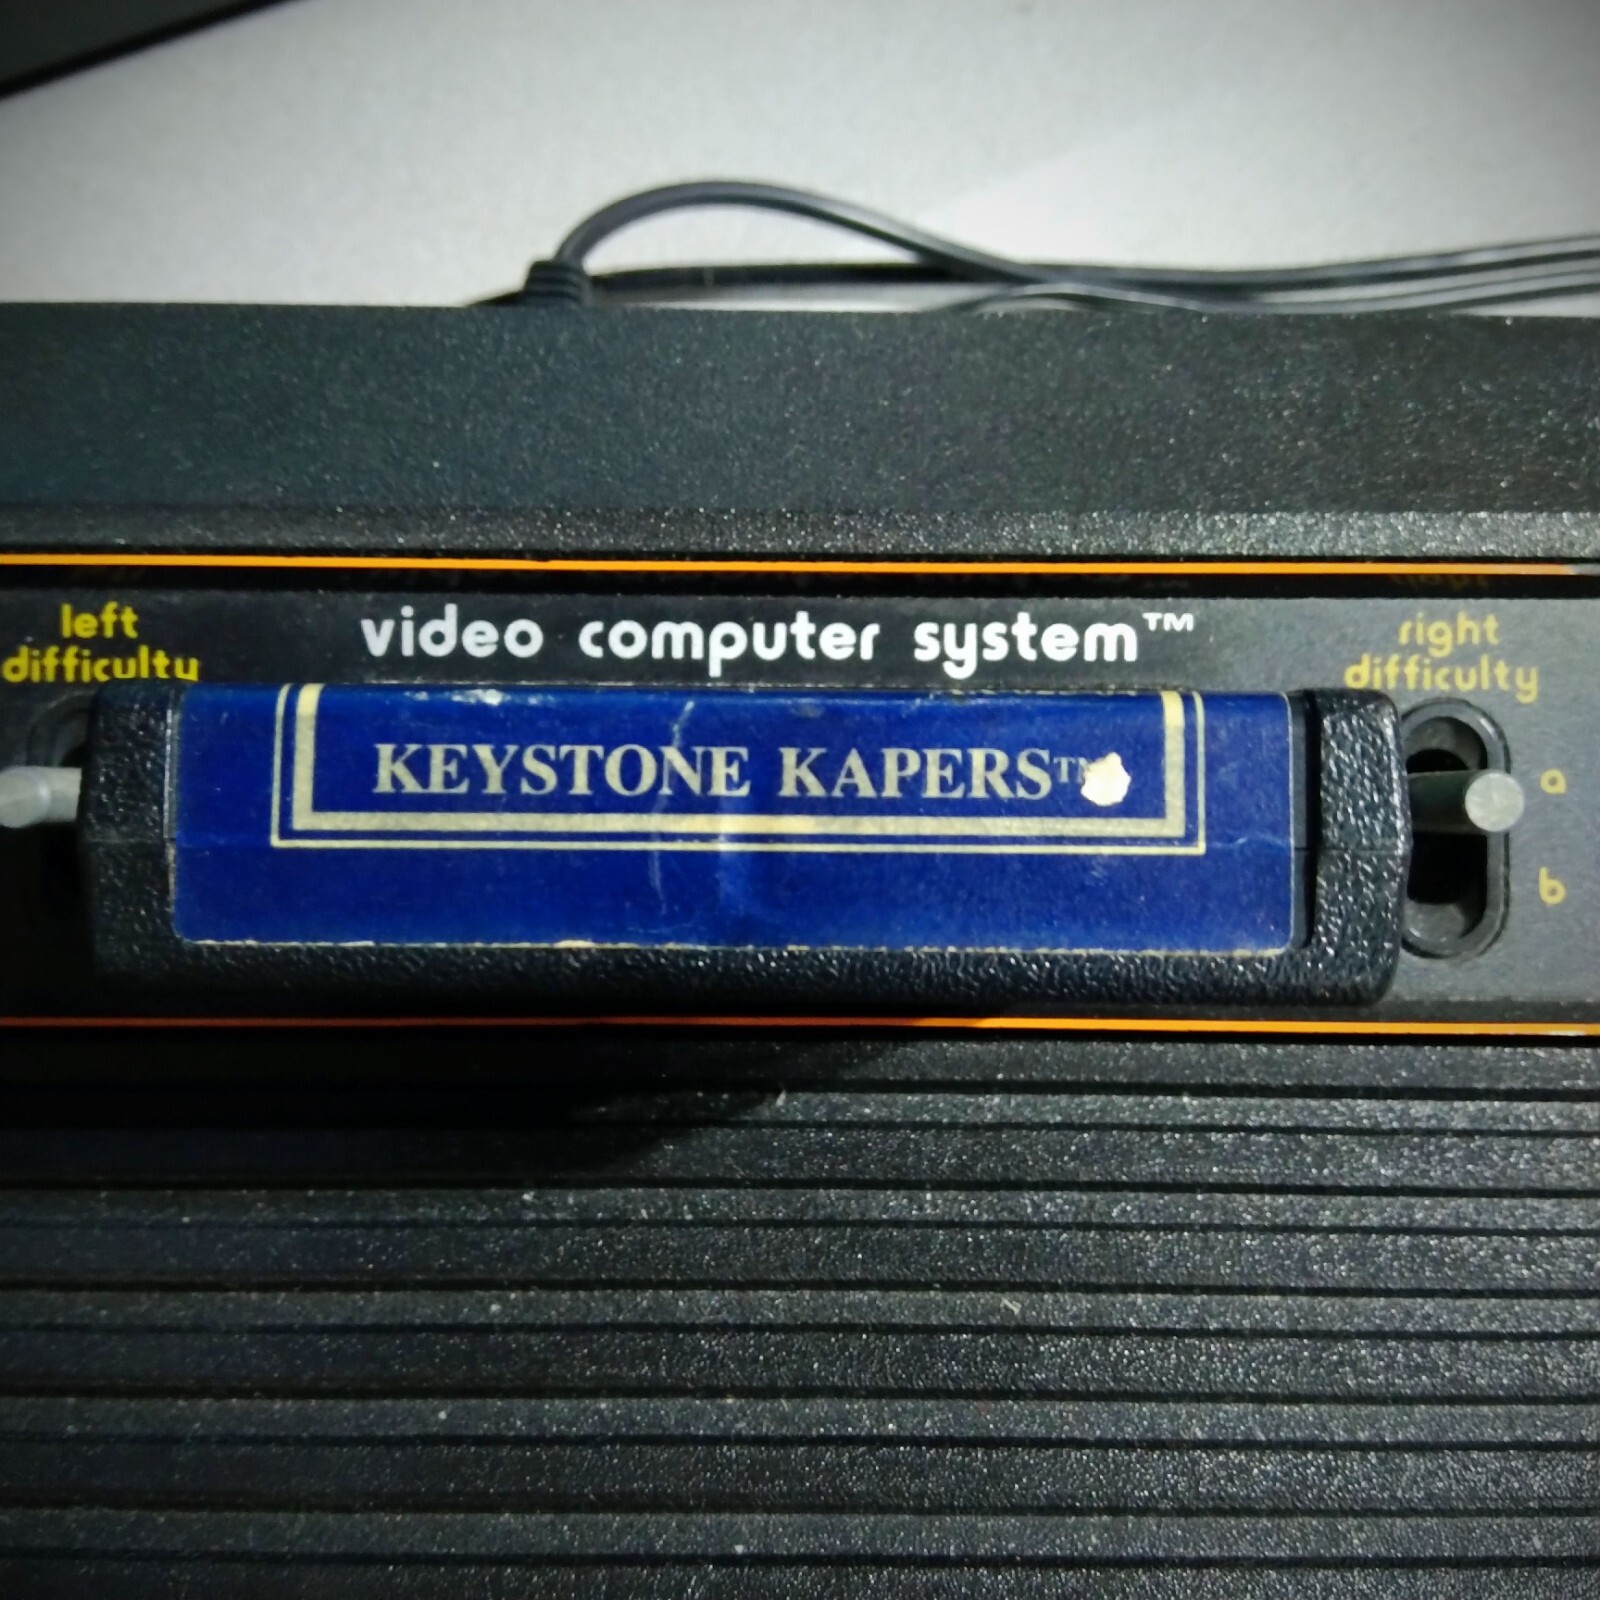 left
difficulty
video computer system™
right
difficulty
KEYSTONE KAPERS™
a
b